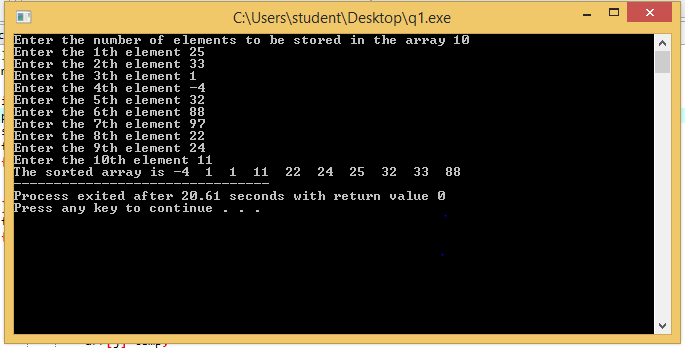 C:\Users\student\Desktop\q1.exe
Enter the number of elements to be stored in the array 10
Enter the 1th element 25
Enter the 2th element 33
Enter the 3th element 1
Enter the 4th element -4
Enter the 5th element 32
Enter the 6th element 88
Enter the 7th element 97
Enter the 8th element 22
Enter the 9th element 24
Enter the 10th element 11
The sorted array is -4  1  1  11  22  24  25  32  33  88
--------------------------------
Process exited after 20.61 seconds with return value 0
Press any key to continue . . .